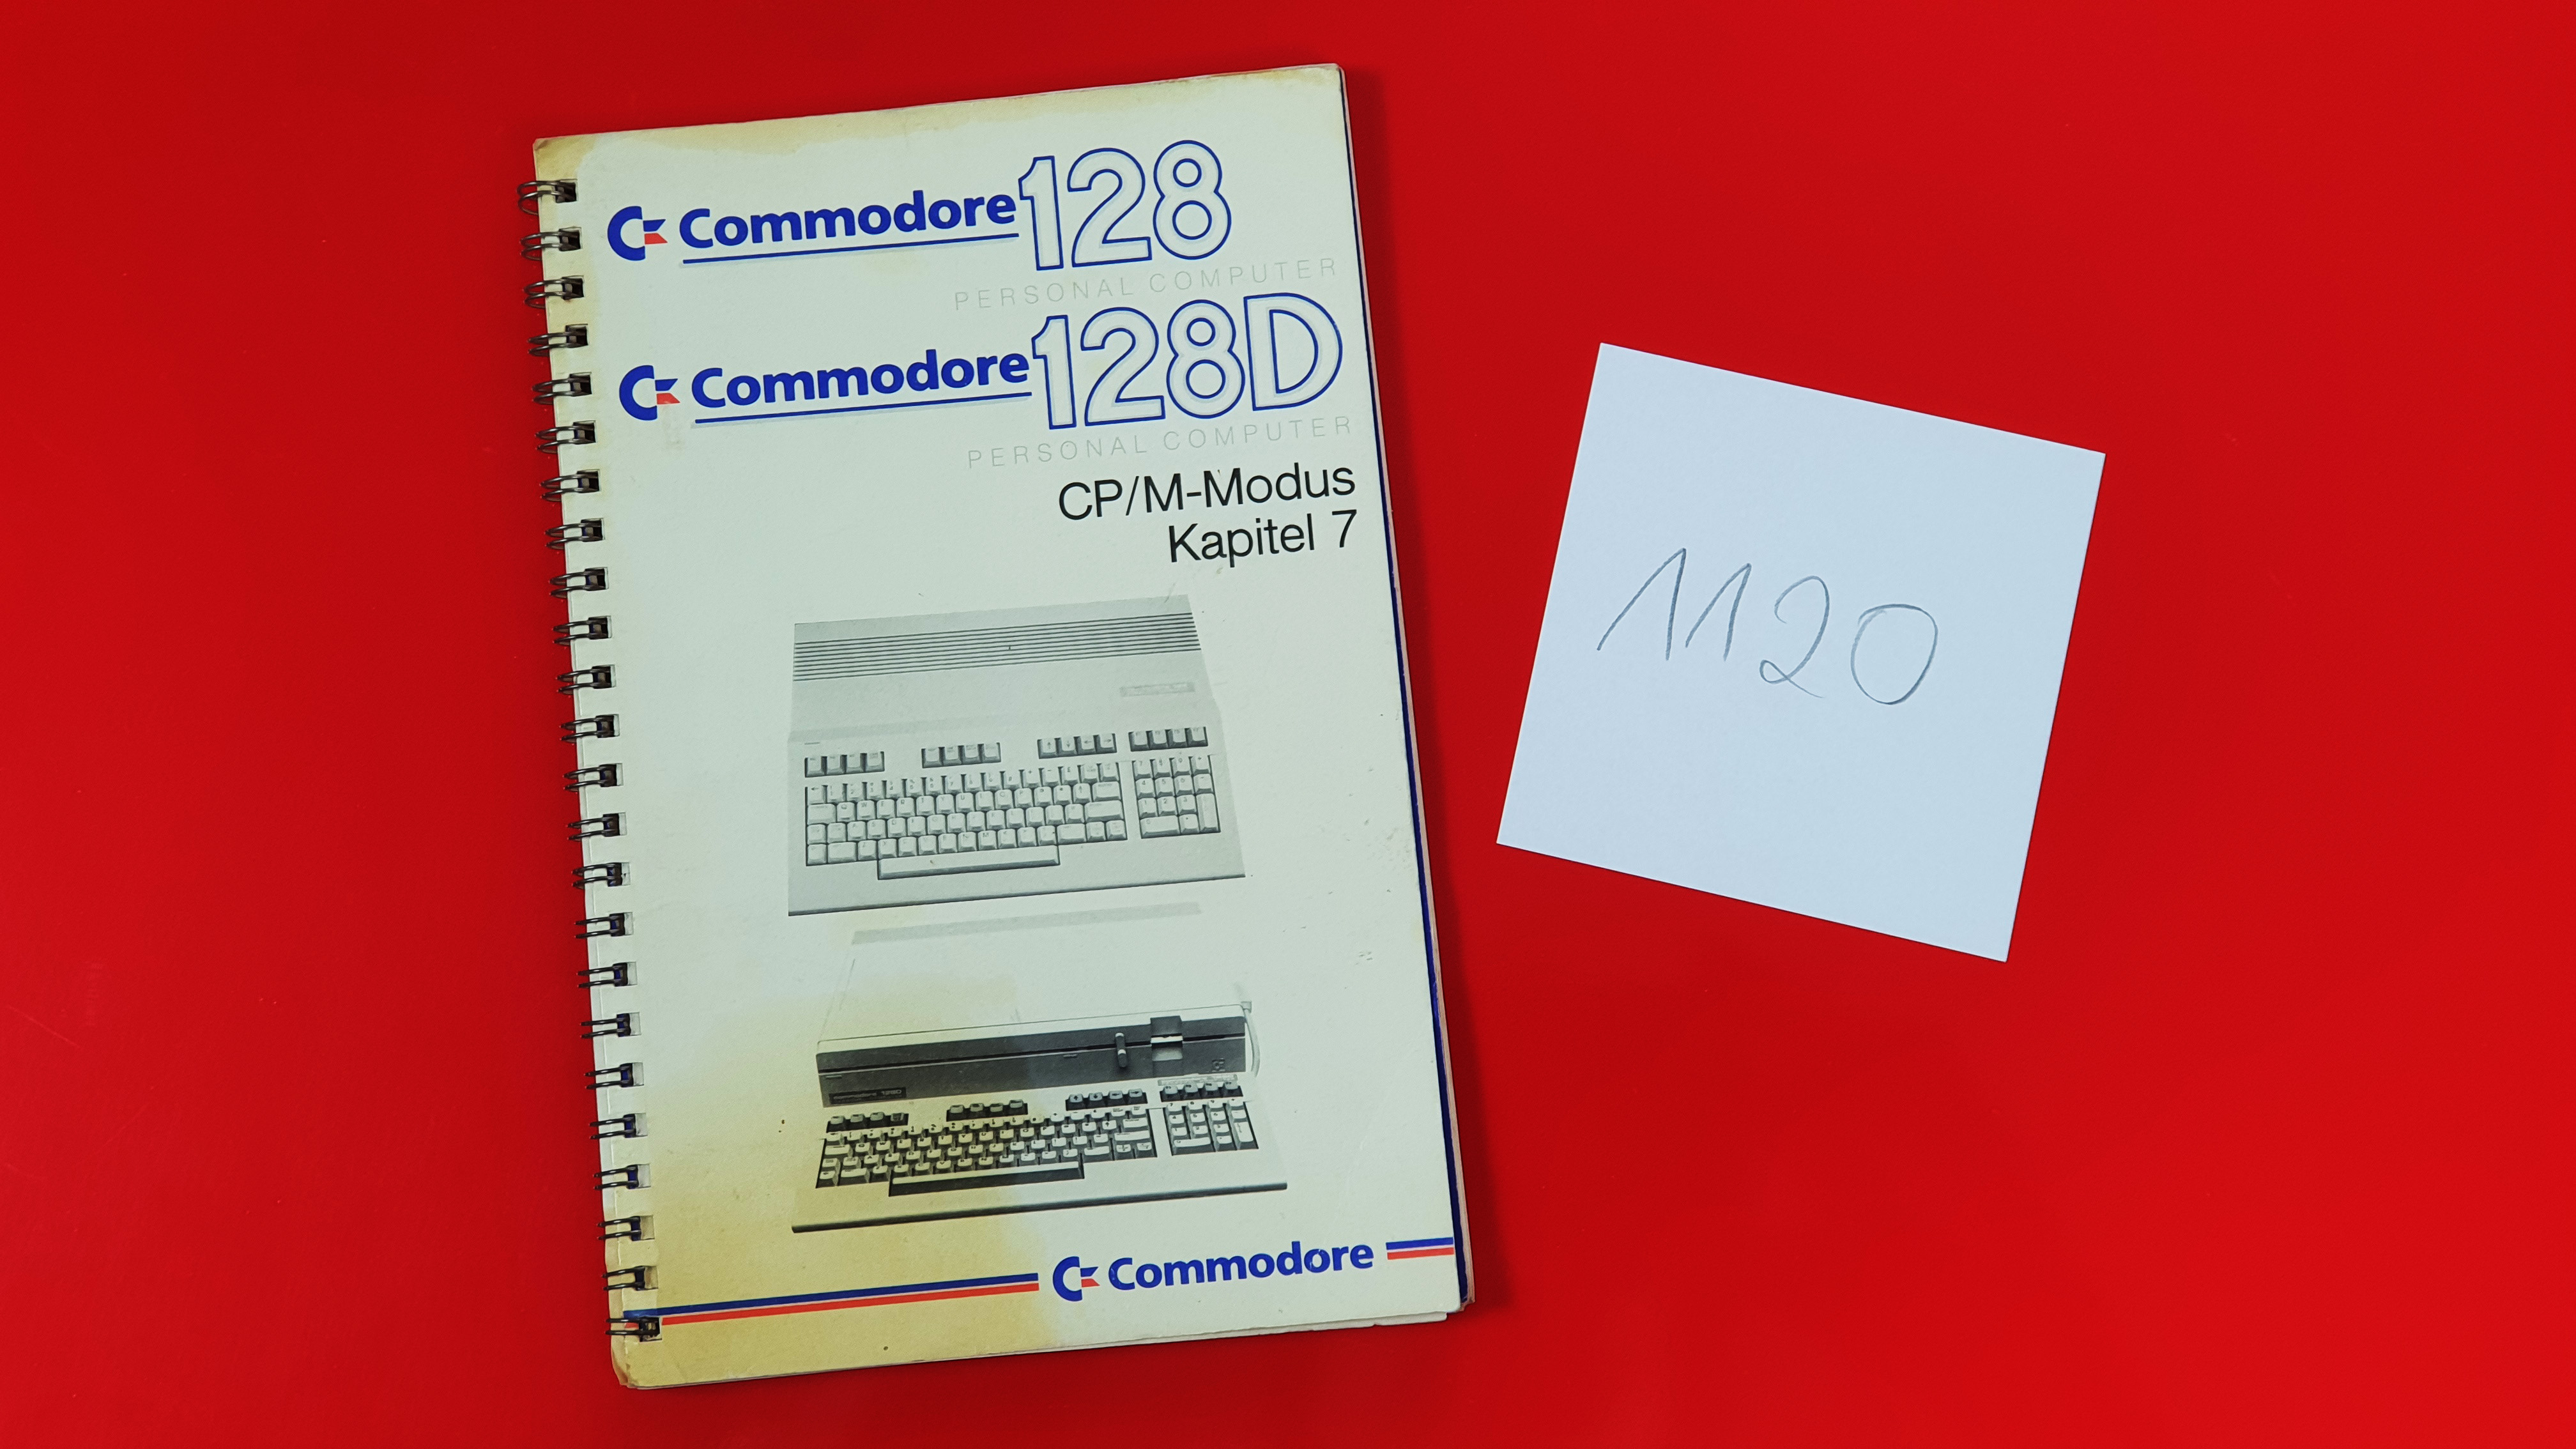 Commodore 128
PERSONAL COMPUTER
Commodore 128D
PERSONAL COMPUTER
CP/M-Modus
Kapitel 7
Commodore
1120